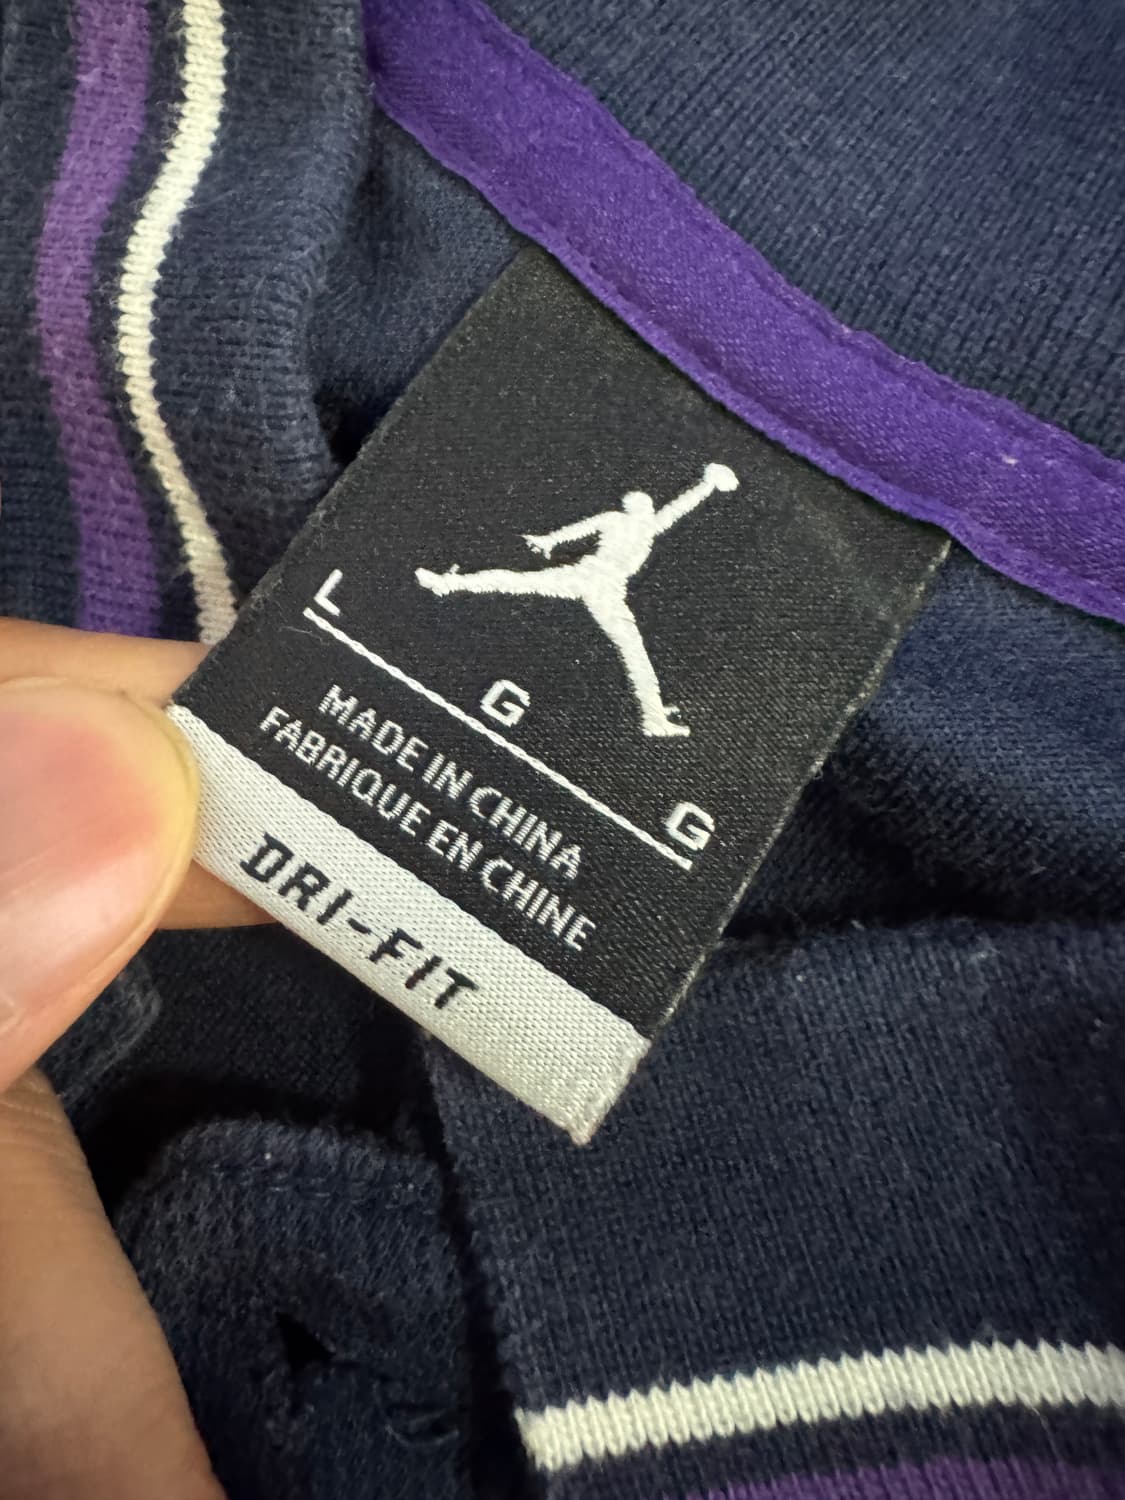 L G G
MADE IN CHINA
FABRIQUE EN CHINE
DRI-FIT